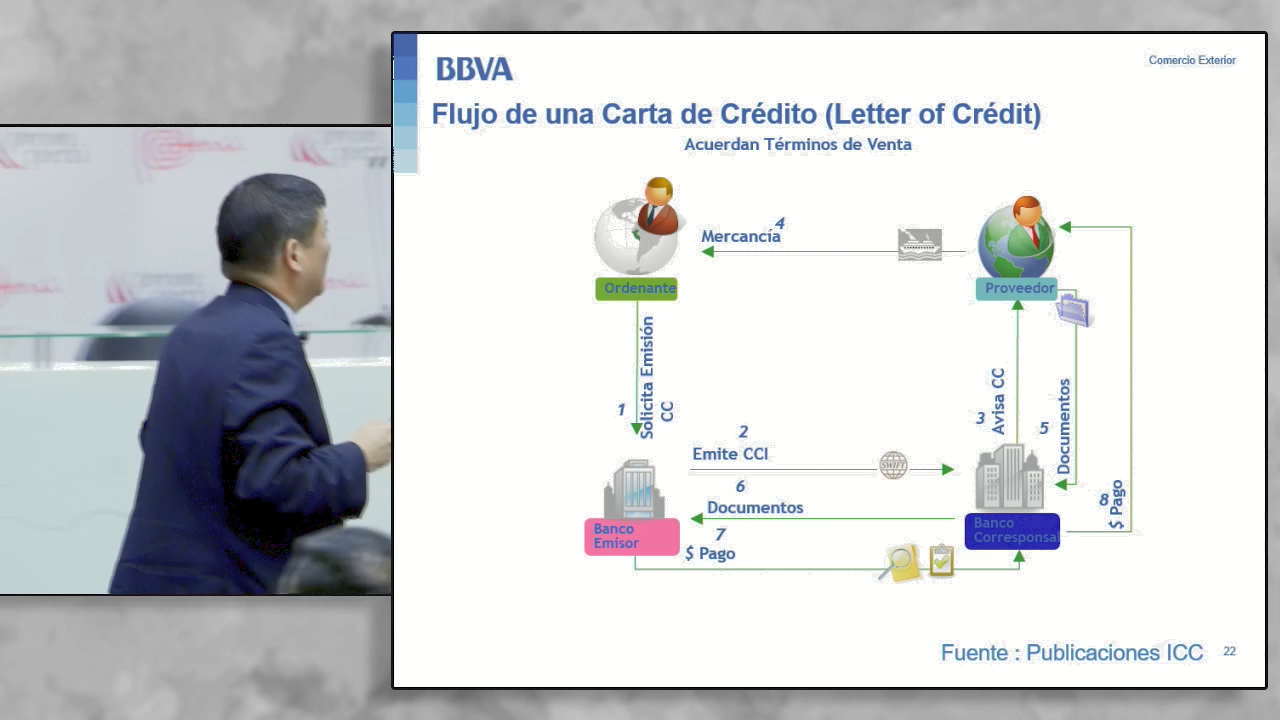 BBVA
Comercio Exterior
Flujo de una Carta de Crédito (Letter of Crédit)
Acuerdan Términos de Venta
4
Mercancía
Ordenante
Proveedor
1
Solicita Emisión
CC
2
Emite CCI
SWIFT
3
Avisa CC
5
Documentos
6
Documentos
8
$ Pago
Banco
Emisor
7
$ Pago
Banco
Corresponsal
Fuente : Publicaciones ICC
22